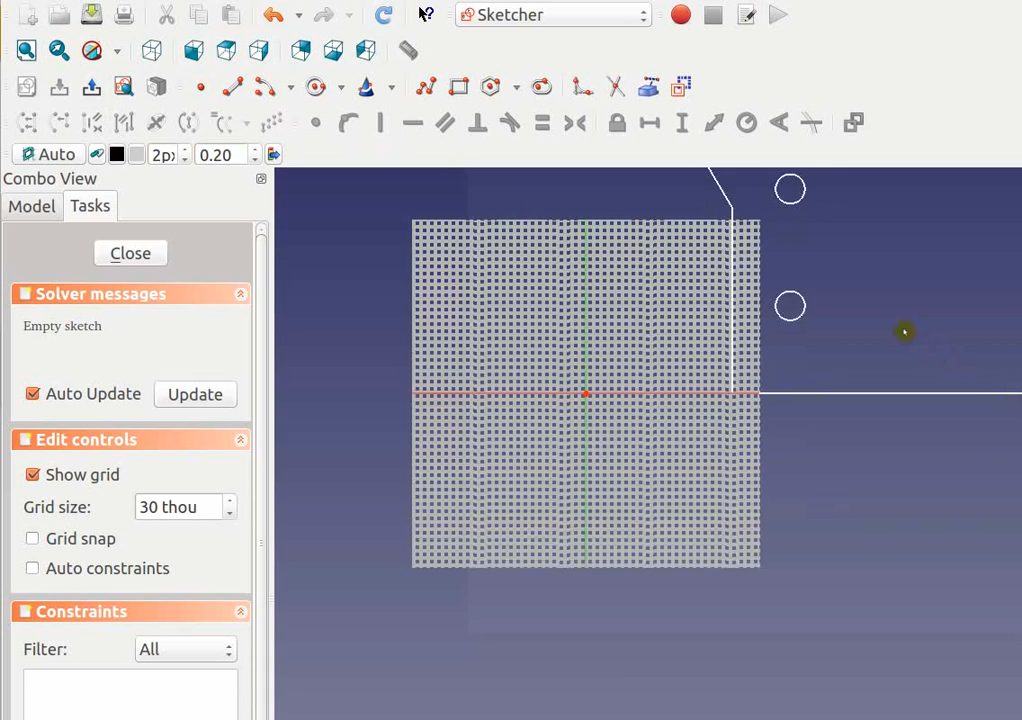 Sketcher
Auto
2px
0.20
Combo View
Model
Tasks
Close
Solver messages
Empty sketch
Auto Update
Update
Edit controls
Show grid
Grid size:
30 thou
Grid snap
Auto constraints
Constraints
Filter:
All